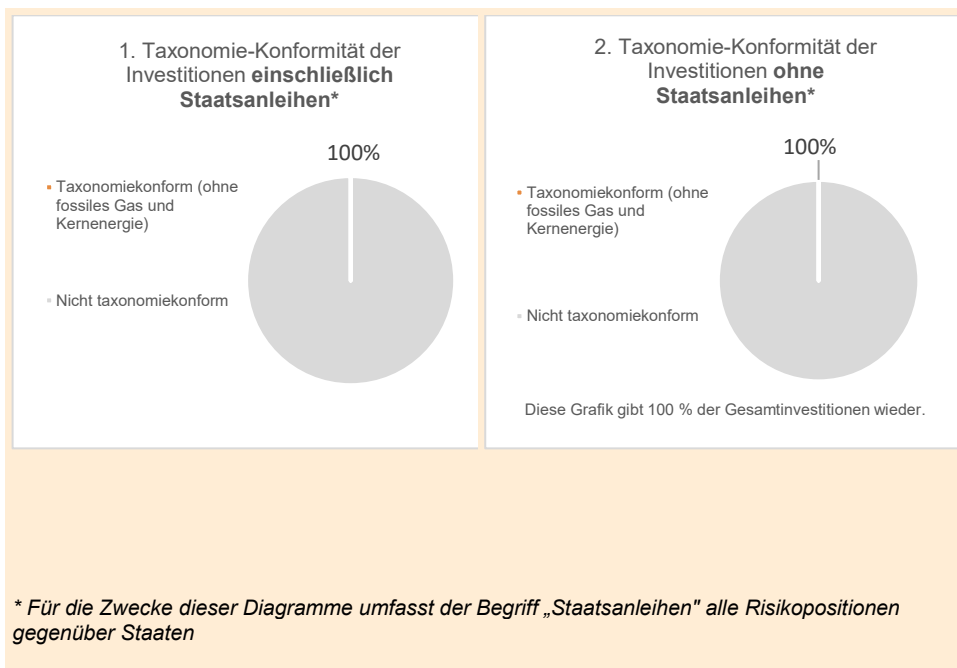 1. Taxonomie-Konformität der
Investitionen einschließlich
Staatsanleihen*
100%
Taxonomiekonform (ohne
fossiles Gas und
Kernenergie)
Nicht taxonomiekonform
2. Taxonomie-Konformität der
Investitionen ohne
Staatsanleihen*
100%
Taxonomiekonform (ohne
fossiles Gas und
Kernenergie)
Nicht taxonomiekonform
Diese Grafik gibt 100 % der Gesamtinvestitionen wieder.
* Für die Zwecke dieser Diagramme umfasst der Begriff „Staatsanleihen" alle Risikopositionen
gegenüber Staaten